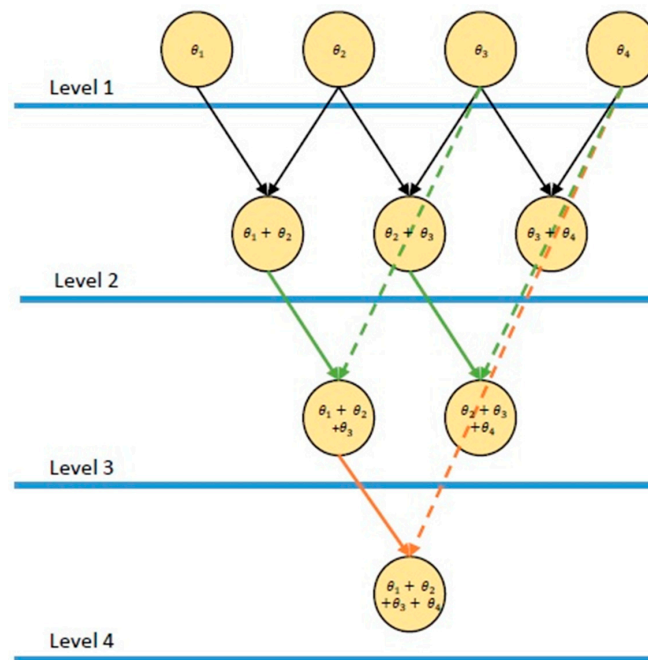 θ₁ θ₂ θ₃ θ₄
Level 1
θ₁ + θ₂ θ₂ + θ₃ θ₃ + θ₄
Level 2
θ₁ + θ₂ θ₂ + θ₃
+θ₃ +θ₄
Level 3
θ₁ + θ₂
+θ₃ + θ₄
Level 4